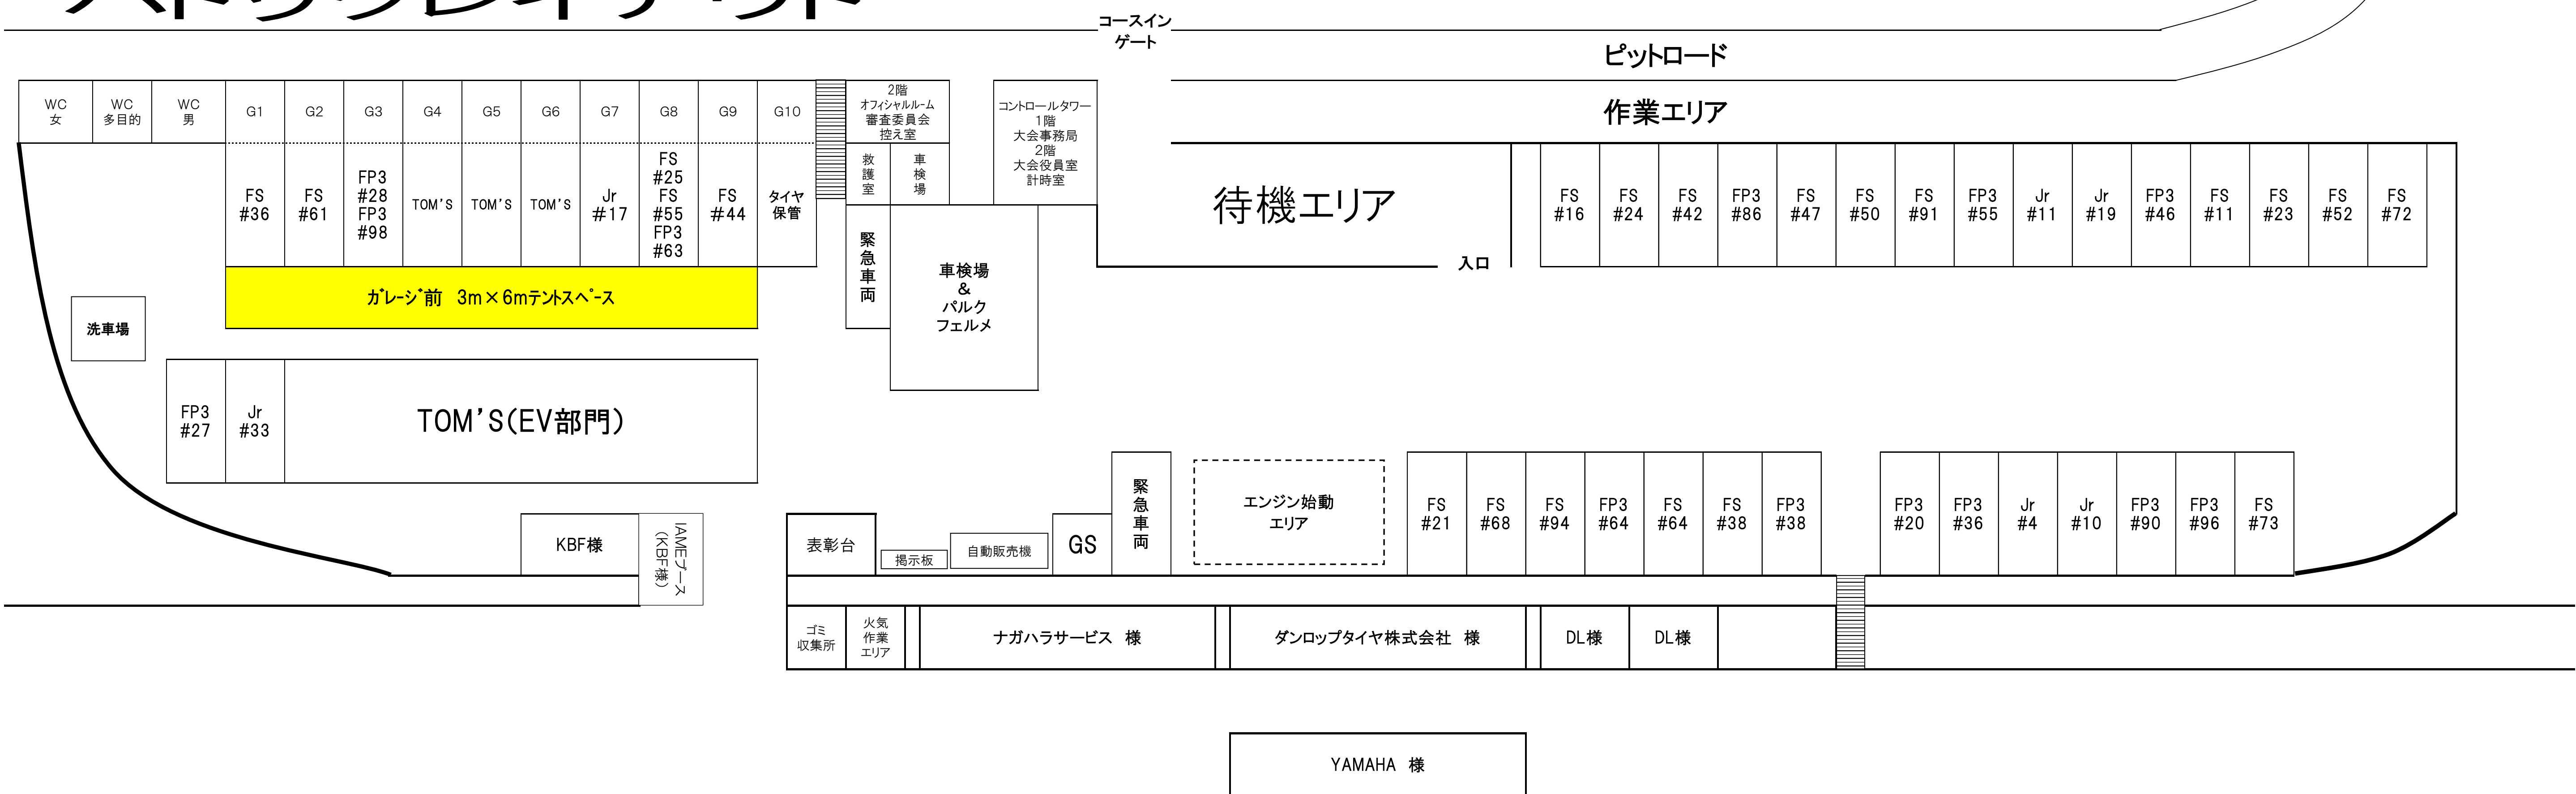 パドックレイアウト
コースイン
ゲート
ピットロード
作業エリア
WC
女
WC
多目的
WC
男
G1
G2
G3
G4
G5
G6
G7
G8
G9
G10
2階
オフィシャルルーム
審査委員会
控え室
コントロールタワー
1階
大会事務局
2階
大会役員室
計時室
救護室
車検場
FS
#36
FS
#61
FP3
#28
FP3
#98
TOM'S
TOM'S
TOM'S
Jr
#17
FS
#25
FS
#55
FP3
#63
FS
#44
タイヤ
保管
待機エリア
入口
FS
#16
FS
#24
FS
#42
FP3
#86
FS
#47
FS
#50
FS
#91
FP3
#55
Jr
#11
Jr
#19
FP3
#46
FS
#11
FS
#23
FS
#52
FS
#72
緊急車両
車検場
&
パルク
フェルメ
ガレージ前 3m×6mテントスペース
洗車場
FP3
#27
Jr
#33
TOM'S(EV部門)
KBF様
IAMEブース
(KBF様)
表彰台
掲示板
自動販売機
GS
緊急車両
エンジン始動
エリア
FS
#21
FS
#68
FS
#94
FP3
#64
FS
#64
FS
#38
FP3
#38
FP3
#20
FP3
#36
Jr
#4
Jr
#10
FP3
#90
FP3
#96
FS
#73
ゴミ
収集所
火気
作業
エリア
ナガハラサービス 様
ダンロップタイヤ株式会社 様
DL様
DL様
YAMAHA 様